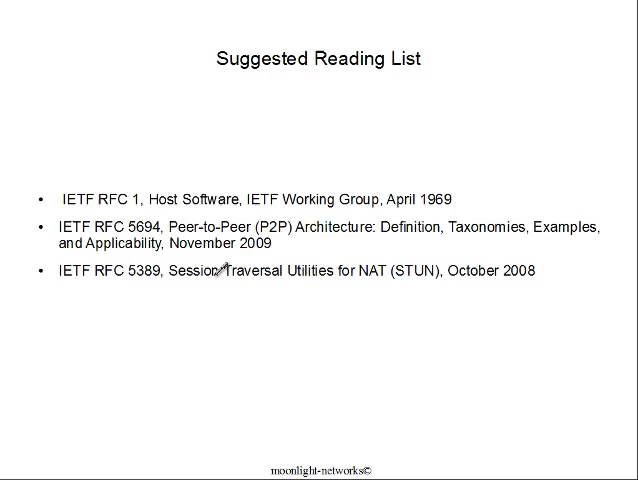 Suggested Reading List
• IETF RFC 1, Host Software, IETF Working Group, April 1969
• IETF RFC 5694, Peer-to-Peer (P2P) Architecture: Definition, Taxonomies, Examples,
and Applicability, November 2009
• IETF RFC 5389, Session Traversal Utilities for NAT (STUN), October 2008
moonlight-networks©